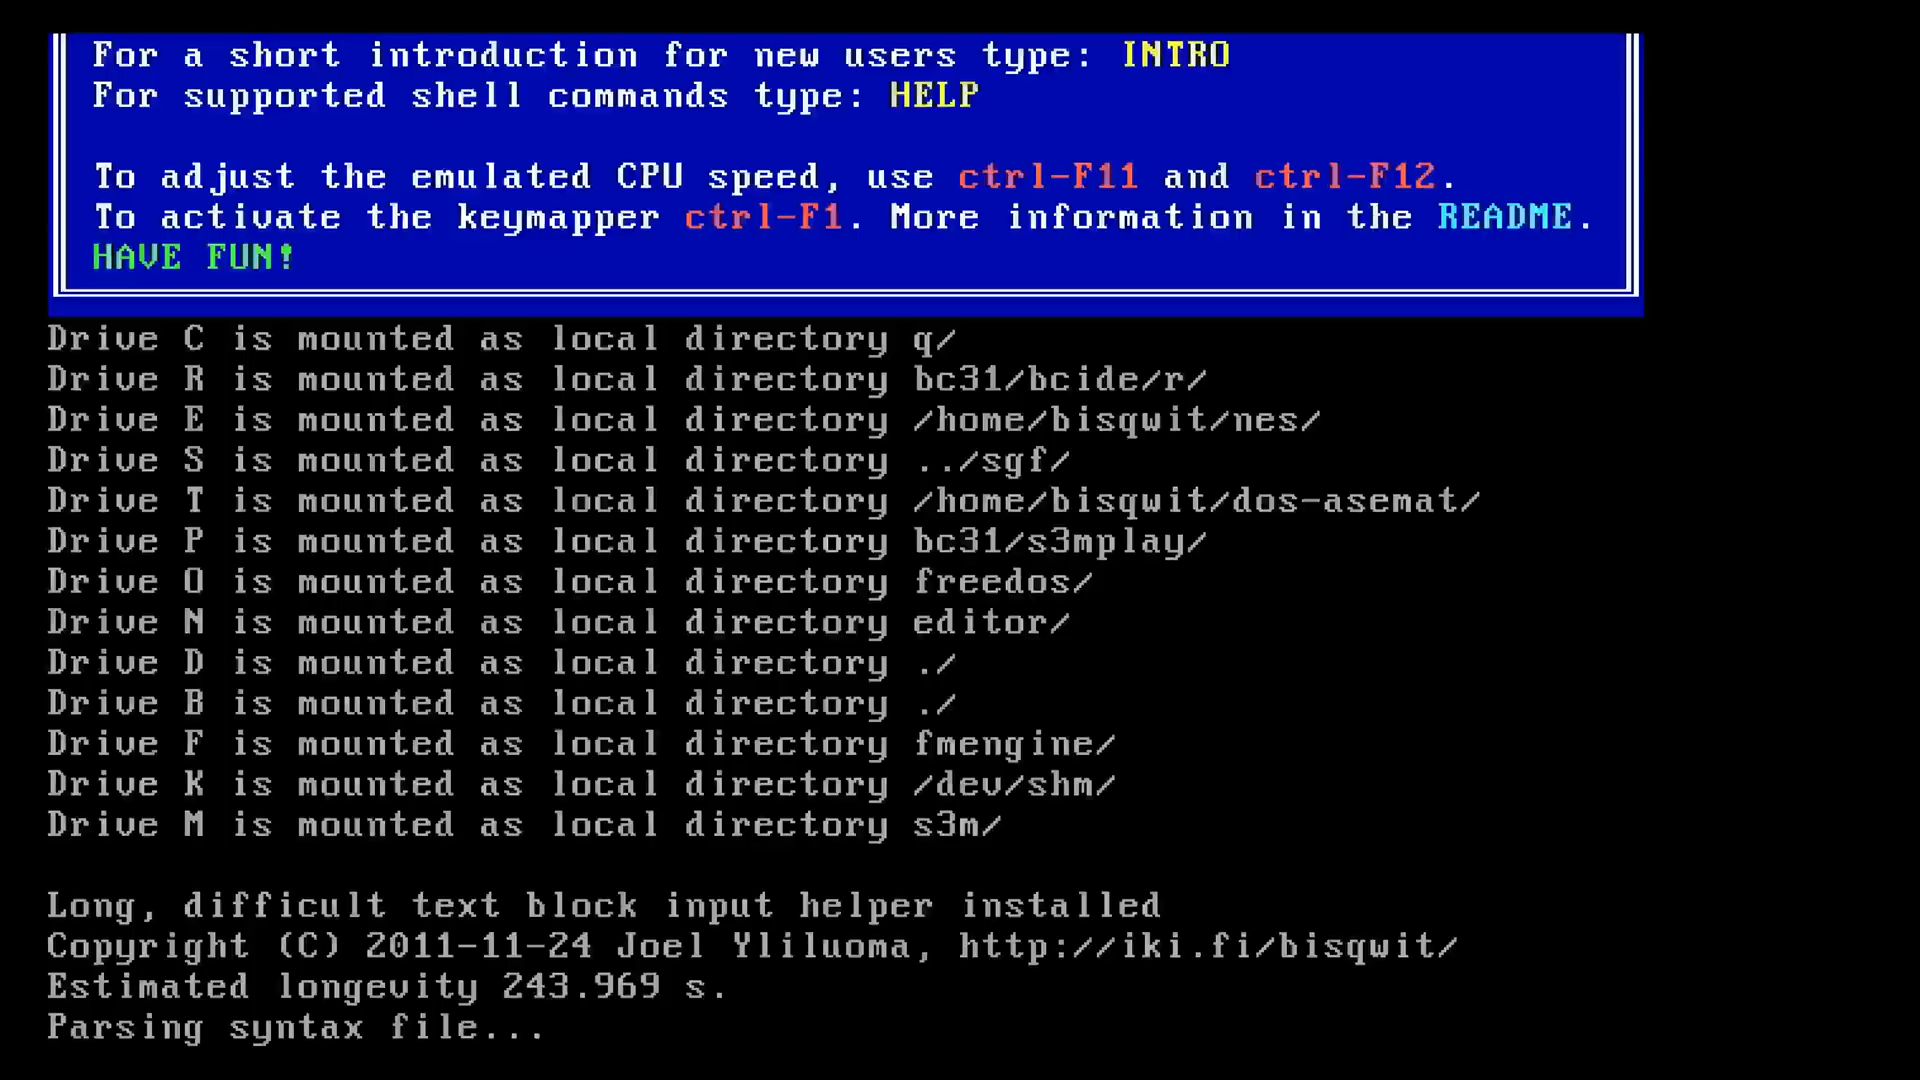 For a short introduction for new users type: INTRO
For supported shell commands type: HELP
To adjust the emulated CPU speed, use ctrl-F11 and ctrl-F12.
To activate the keymapper ctrl-F1. More information in the README.
HAVE FUN!
Drive C is mounted as local directory q/
Drive R is mounted as local directory bc31/bcide/r/
Drive E is mounted as local directory /home/bisqwit/nes/
Drive S is mounted as local directory ../sgf/
Drive T is mounted as local directory /home/bisqwit/dos-asemat/
Drive P is mounted as local directory bc31/s3mplay/
Drive O is mounted as local directory freedos/
Drive N is mounted as local directory editor/
Drive D is mounted as local directory ./
Drive B is mounted as local directory ./
Drive F is mounted as local directory fmengine/
Drive K is mounted as local directory /dev/shm/
Drive M is mounted as local directory s3m/
Long, difficult text block input helper installed
Copyright (C) 2011-11-24 Joel Yliluoma, http://iki.fi/bisqwit/
Estimated longevity 243.969 s.
Parsing syntax file...